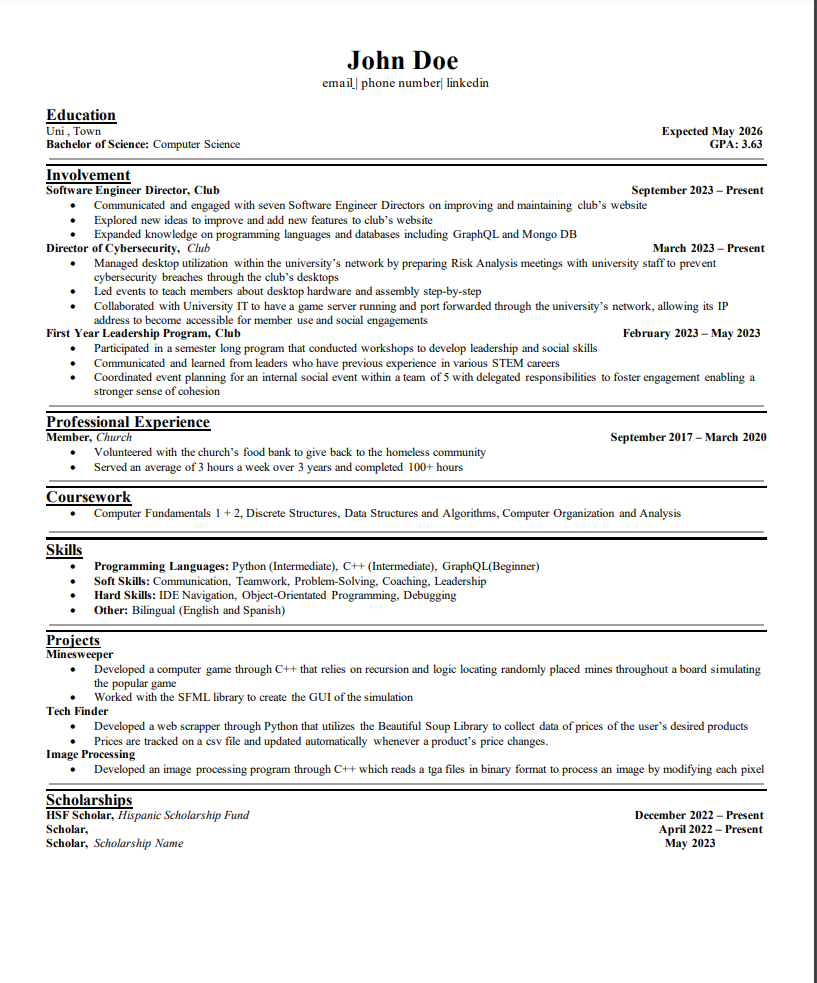 John Doe
email | phone number| linkedin
Education
Uni , Town Expected May 2026
Bachelor of Science: Computer Science GPA: 3.63
Involvement
Software Engineer Director, Club September 2023 – Present
• Communicated and engaged with seven Software Engineer Directors on improving and maintaining club's website
• Explored new ideas to improve and add new features to club's website
• Expanded knowledge on programming languages and databases including GraphQL and Mongo DB
Director of Cybersecurity, Club March 2023 – Present
• Managed desktop utilization within the university's network by preparing Risk Analysis meetings with university staff to prevent
cybersecurity breaches through the club's desktops
• Led events to teach members about desktop hardware and assembly step-by-step
• Collaborated with University IT to have a game server running and port forwarded through the university's network, allowing its IP
address to become accessible for member use and social engagements
First Year Leadership Program, Club February 2023 – May 2023
• Participated in a semester long program that conducted workshops to develop leadership and social skills
• Communicated and learned from leaders who have previous experience in various STEM careers
• Coordinated event planning for an internal social event within a team of 5 with delegated responsibilities to foster engagement enabling a
stronger sense of cohesion
Professional Experience
Member, Church September 2017 – March 2020
• Volunteered with the church's food bank to give back to the homeless community
• Served an average of 3 hours a week over 3 years and completed 100+ hours
Coursework
• Computer Fundamentals 1 + 2, Discrete Structures, Data Structures and Algorithms, Computer Organization and Analysis
Skills
• Programming Languages: Python (Intermediate), C++ (Intermediate), GraphQL(Beginner)
• Soft Skills: Communication, Teamwork, Problem-Solving, Coaching, Leadership
• Hard Skills: IDE Navigation, Object-Orientated Programming, Debugging
• Other: Bilingual (English and Spanish)
Projects
Minesweeper
• Developed a computer game through C++ that relies on recursion and logic locating randomly placed mines throughout a board simulating
the popular game
• Worked with the SFML library to create the GUI of the simulation
Tech Finder
• Developed a web scrapper through Python that utilizes the Beautiful Soup Library to collect data of prices of the user's desired products
• Prices are tracked on a csv file and updated automatically whenever a product's price changes.
Image Processing
• Developed an image processing program through C++ which reads a tga files in binary format to process an image by modifying each pixel
Scholarships
HSF Scholar, Hispanic Scholarship Fund December 2022 – Present
Scholar, April 2022 – Present
Scholar, Scholarship Name May 2023